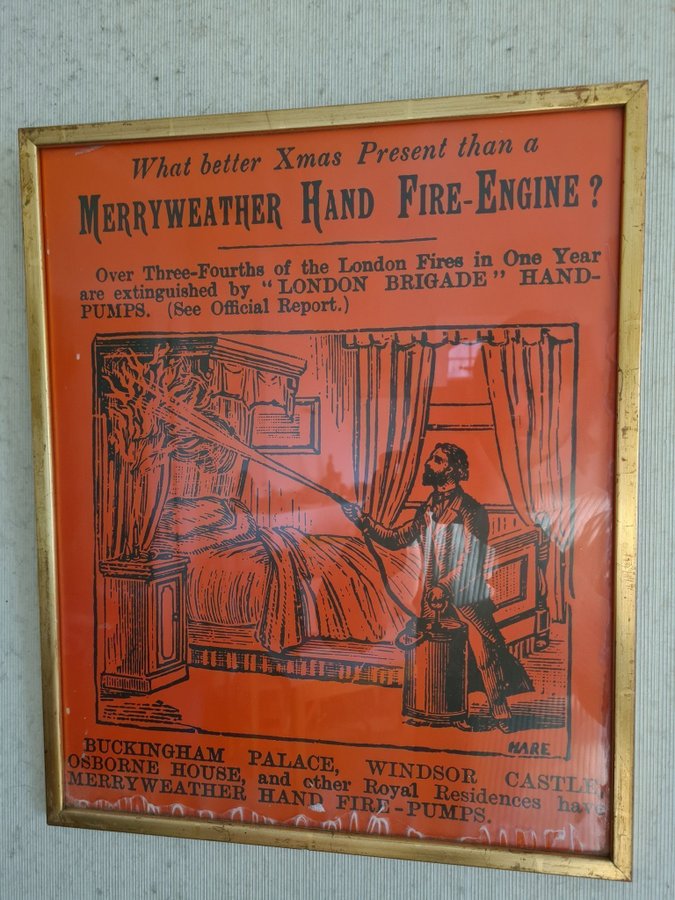 What better Xmas Present than a
MERRYWEATHER HAND FIRE-ENGINE?
Over Three-Fourths of the London Fires in One Year
are extinguished by "LONDON BRIGADE" HAND-
PUMPS. (See Official Report.)
HARE
BUCKINGHAM PALACE, WINDSOR CASTLE,
OSBORNE HOUSE, and other Royal Residences have
MERRYWEATHER HAND FIRE-PUMPS.